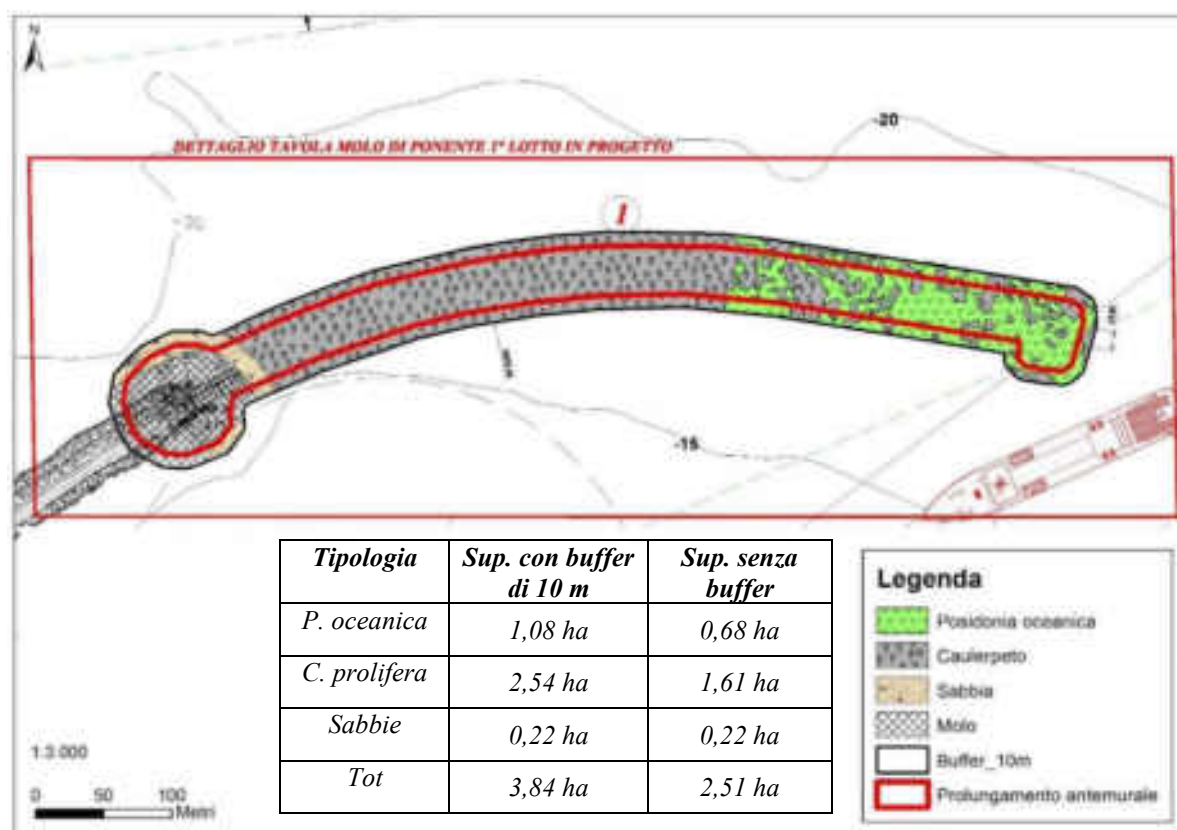 N
-20
DETTAGLIO TAVOLA MOLO DI PONENTE 1° LOTTO IN PROGETTO
1
-15
Tipologia Sup. con buffer di 10 m Sup. senza buffer
P. oceanica 1,08 ha 0,68 ha
C. prolifera 2,54 ha 1,61 ha
Sabbie 0,22 ha 0,22 ha
Tot 3,84 ha 2,51 ha
Legenda
Posidonia oceanica
Caulerpeto
Sabbia
Molo
Buffer_10m
Prolungamento antemurale
1:3.000
0 50 100
Metri